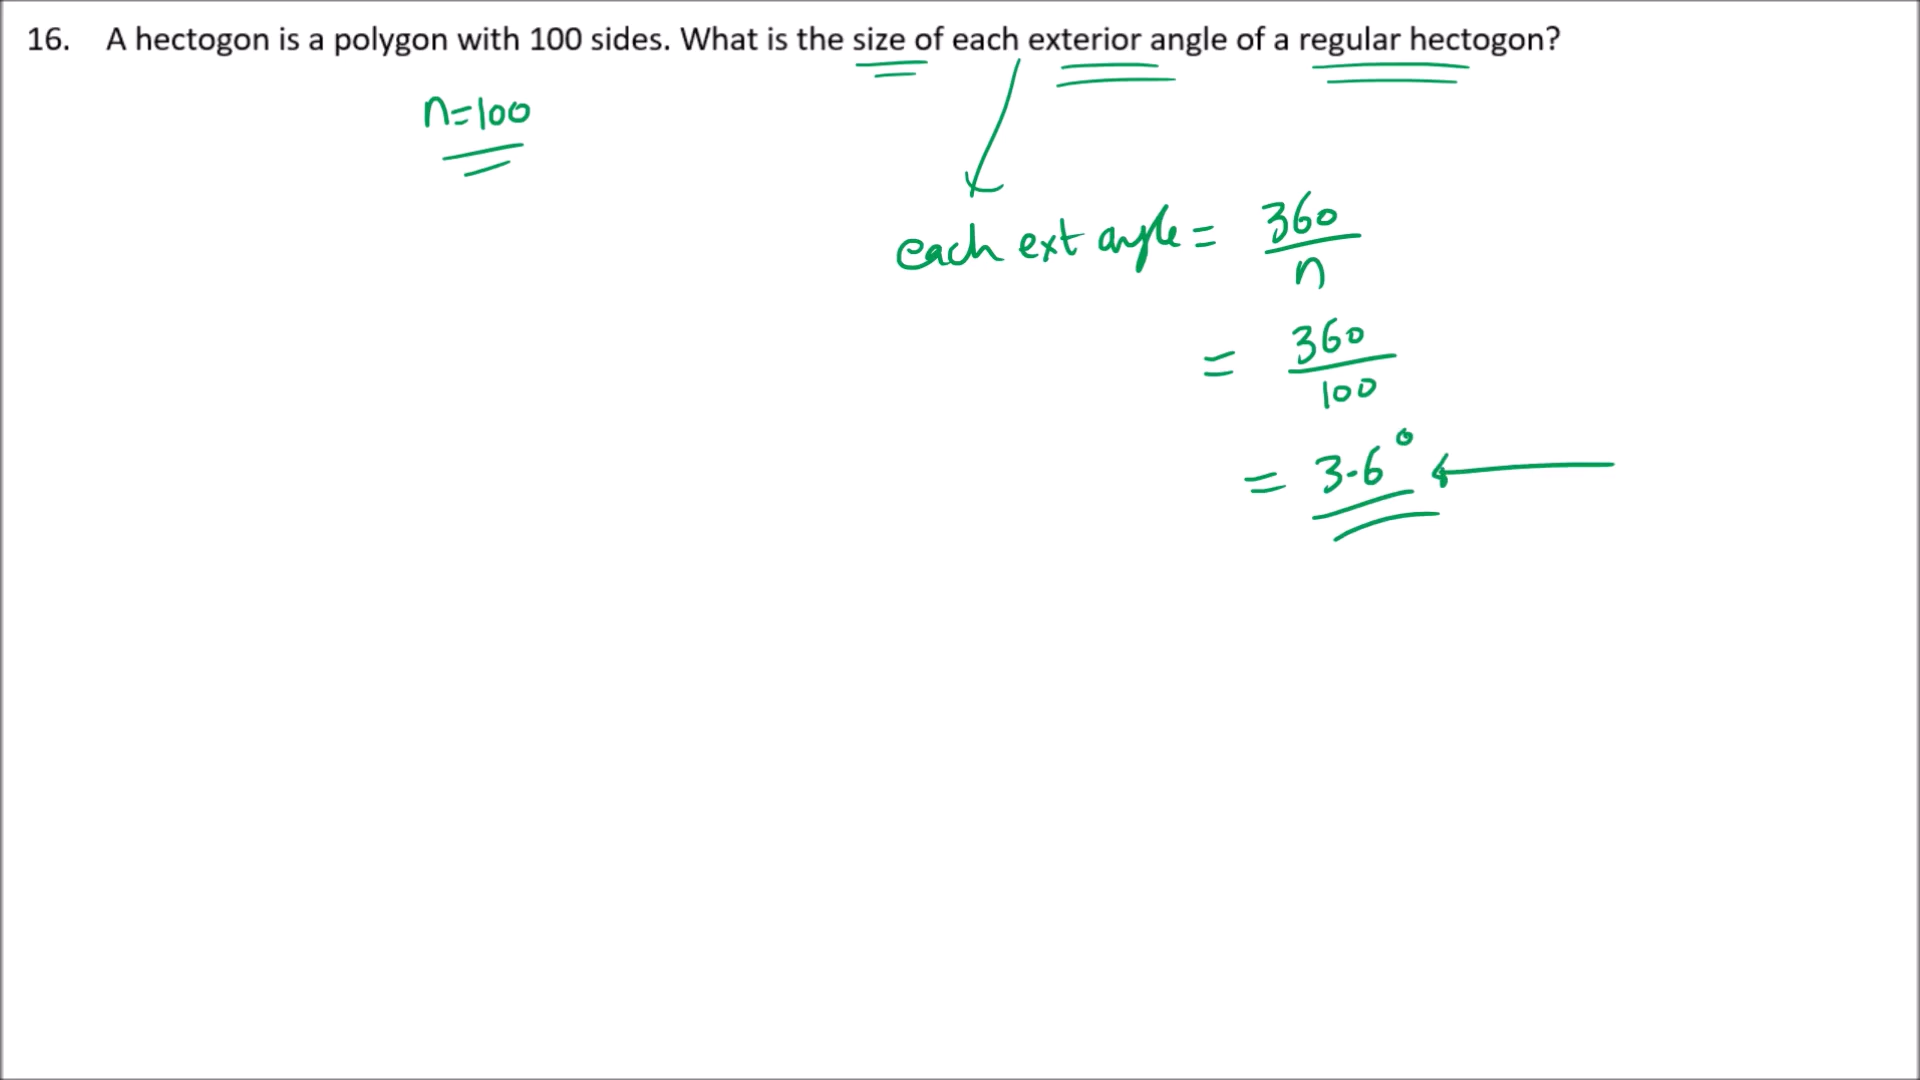 16. A hectogon is a polygon with 100 sides. What is the size of each exterior angle of a regular hectogon?
n=100
each ext angle = 360/n
= 360/100
= 3.6°